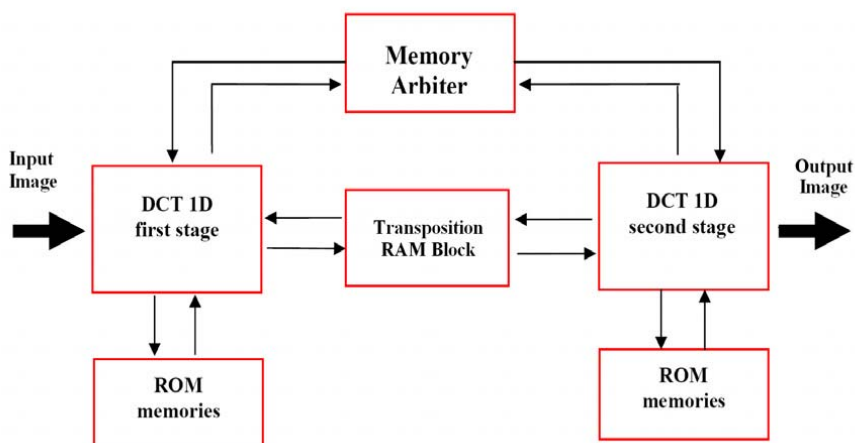 Memory
Arbiter
Input
Image
DCT 1D
first stage
Transposition
RAM Block
DCT 1D
second stage
Output
Image
ROM
memories
ROM
memories